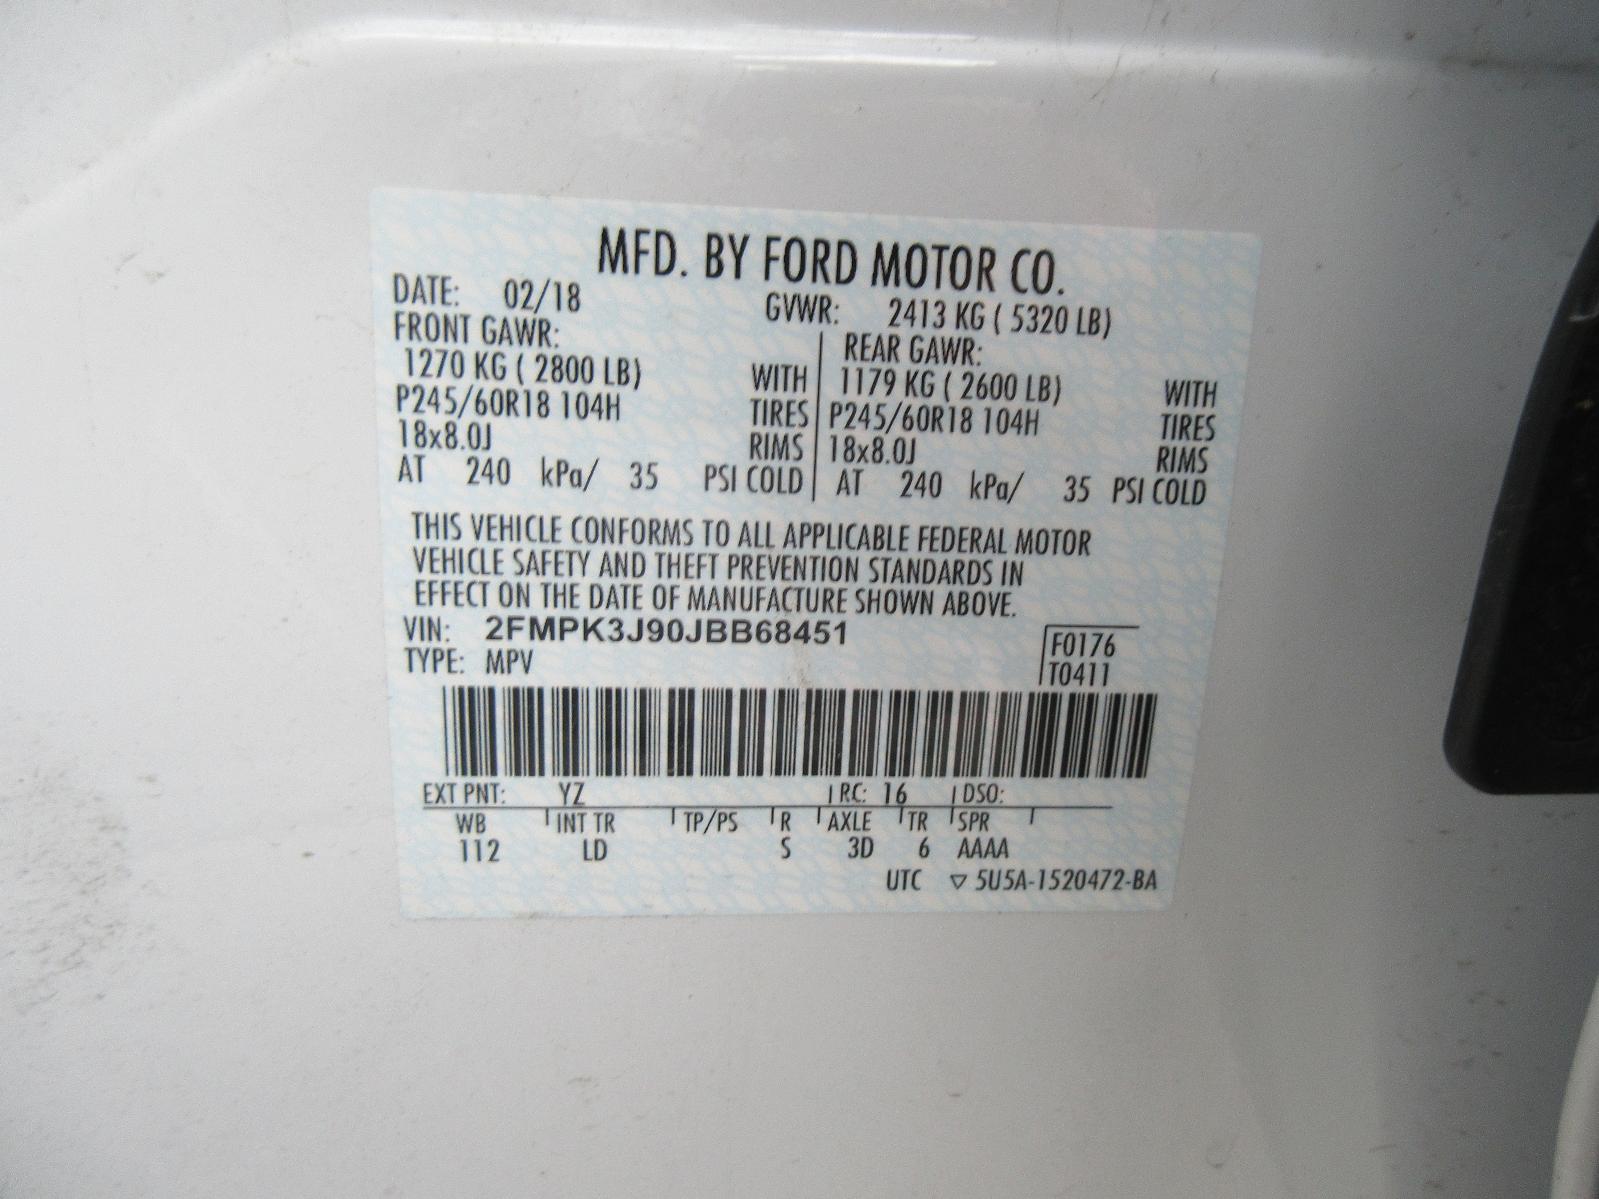 MFD. BY FORD MOTOR CO.
DATE: 02/18 GVWR: 2413 KG ( 5320 LB)
FRONT GAWR: REAR GAWR:
1270 KG ( 2800 LB) WITH 1179 KG ( 2600 LB) WITH
P245/60R18 104H TIRES P245/60R18 104H TIRES
18x8.0J RIMS 18x8.0J RIMS
AT 240 kPa/ 35 PSI COLD AT 240 kPa/ 35 PSI COLD
THIS VEHICLE CONFORMS TO ALL APPLICABLE FEDERAL MOTOR
VEHICLE SAFETY AND THEFT PREVENTION STANDARDS IN
EFFECT ON THE DATE OF MANUFACTURE SHOWN ABOVE.
VIN: 2FMPK3J90JBB68451 F0176
TYPE: MPV T0411
EXT PNT: YZ RC: 16 DSO:
WB INT TR TP/PS R AXLE TR SPR
112 LD S 3D 6 AAAA
UTC ▽ 5U5A-1520472-BA